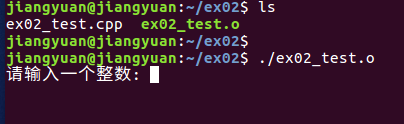 jiangyuan@jiangyuan:~/ex02$ ls
ex02_test.cpp  ex02_test.o
jiangyuan@jiangyuan:~/ex02$
jiangyuan@jiangyuan:~/ex02$ ./ex02_test.o
请输入一个整数: